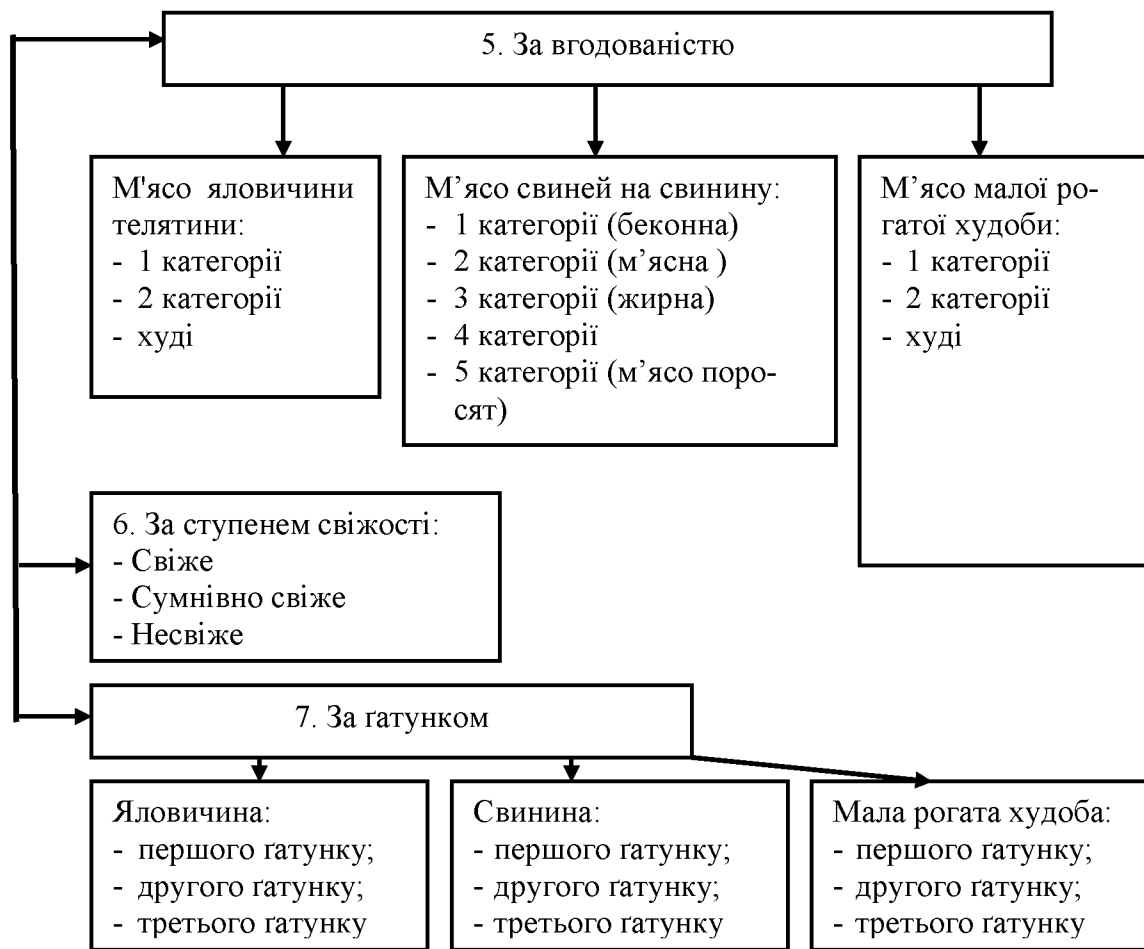 5. За вгодованістю
М'ясо яловичини
телятини:
- 1 категорії
- 2 категорії
- худі
М’ясо свиней на свинину:
- 1 категорії (беконна)
- 2 категорії (м’ясна )
- 3 категорії (жирна)
- 4 категорії
- 5 категорії (м’ясо поро-
сят)
М’ясо малої ро-
гатої худоби:
- 1 категорії
- 2 категорії
- худі
6. За ступенем свіжості:
- Свіже
- Сумнівно свіже
- Несвіже
7. За ґатунком
Яловичина:
- першого ґатунку;
- другого ґатунку;
- третього ґатунку
Свинина:
- першого ґатунку;
- другого ґатунку;
- третього ґатунку
Мала рогата худоба:
- першого ґатунку;
- другого ґатунку;
- третього ґатунку